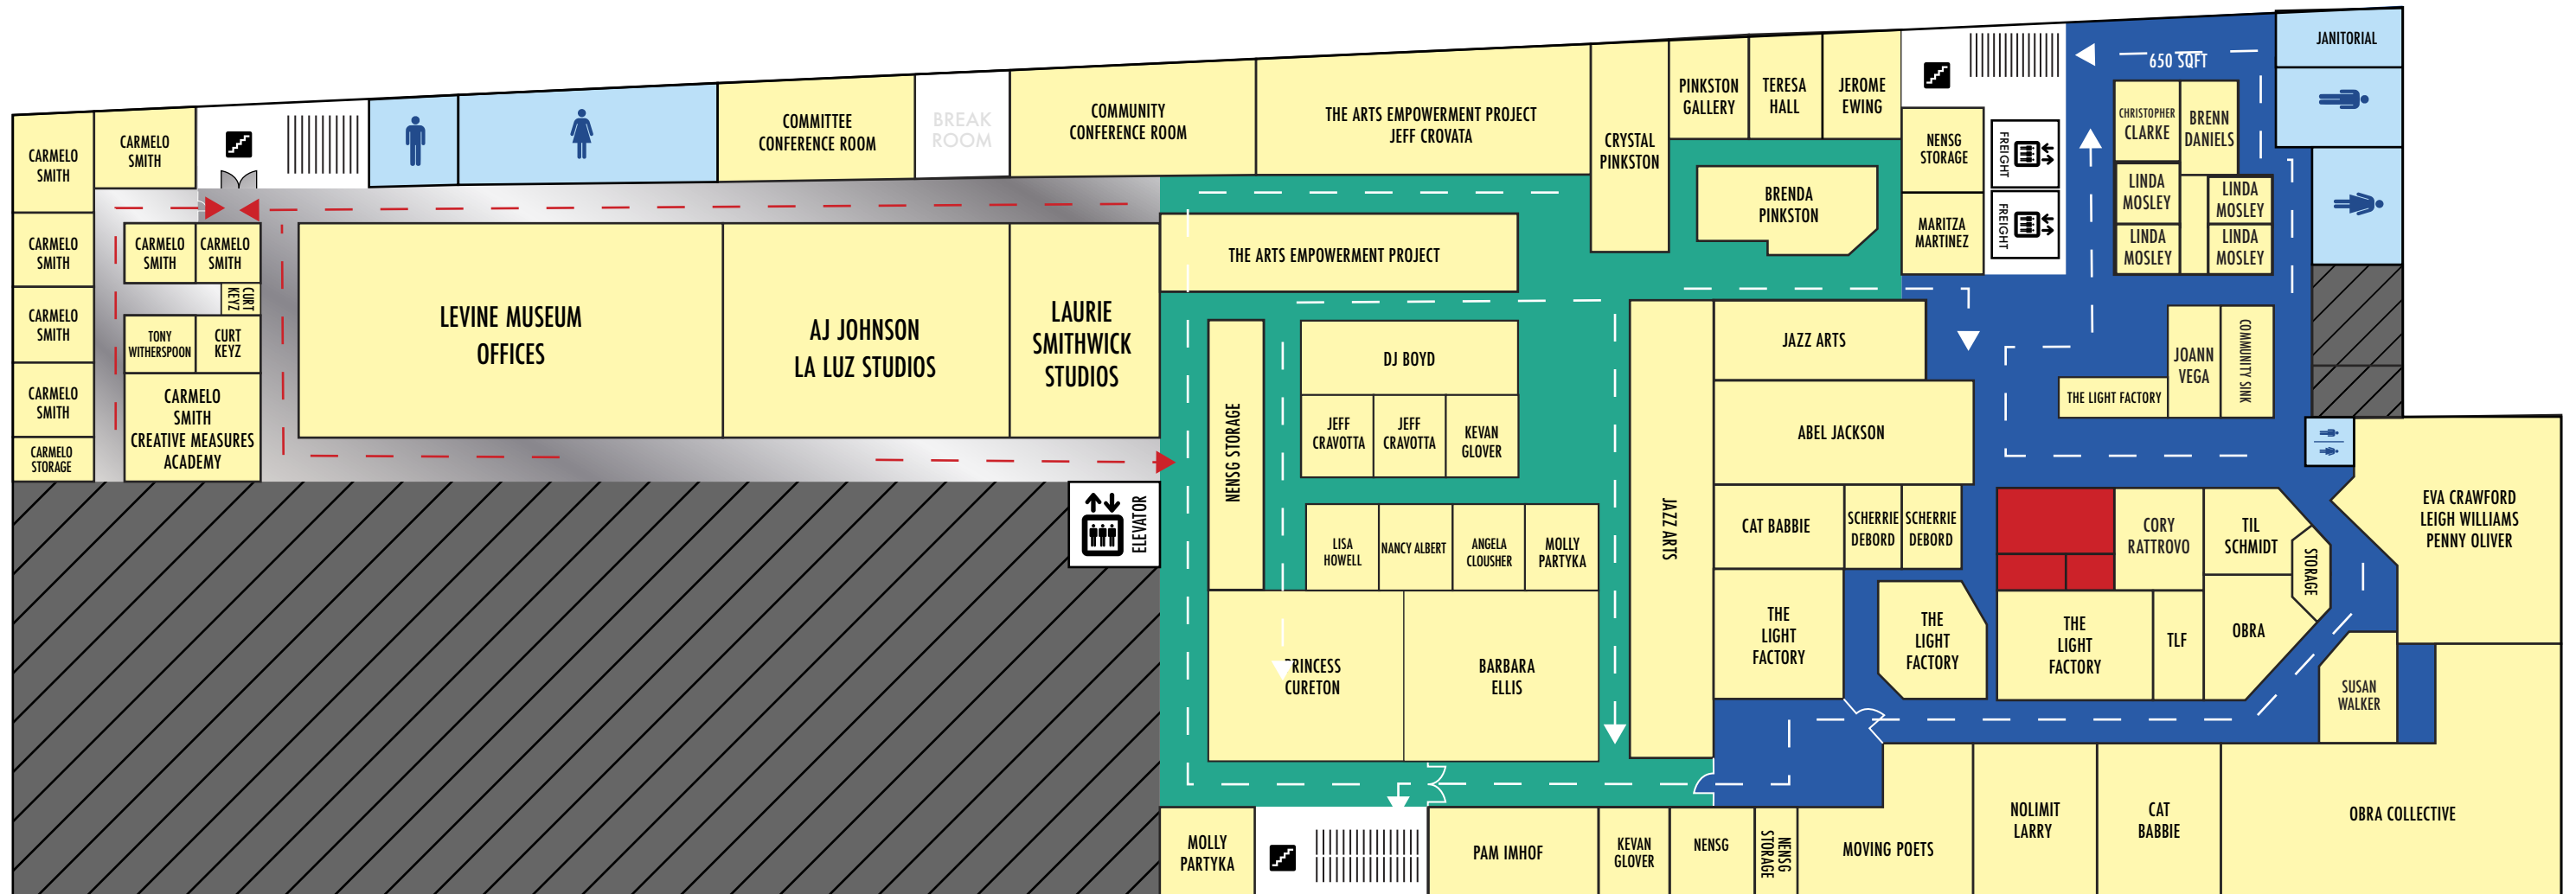 CARMELO
SMITH
CARMELO
SMITH
CARMELO
SMITH
CARMELO
SMITH
CARMELO
SMITH
CARMELO
STORAGE
CARMELO
SMITH
CARMELO
SMITH
CURT
KEYZ
TONY
WITHERSPOON
CURT
KEYZ
CARMELO
SMITH
CREATIVE MEASURES
ACADEMY
LEVINE MUSEUM
OFFICES
AJ JOHNSON
LA LUZ STUDIOS
LAURIE
SMITHWICK
STUDIOS
COMMITTEE
CONFERENCE ROOM
BREAK
ROOM
COMMUNITY
CONFERENCE ROOM
THE ARTS EMPOWERMENT PROJECT
JEFF CROVATA
CRYSTAL
PINKSTON
PINKSTON
GALLERY
TERESA
HALL
JEROME
EWING
BRENDA
PINKSTON
NENSG
STORAGE
MARITZA
MARTINEZ
FREIGHT
FREIGHT
650 SQFT
JANITORIAL
CHRISTOPHER
CLARKE
BRENN
DANIELS
LINDA
MOSLEY
LINDA
MOSLEY
LINDA
MOSLEY
LINDA
MOSLEY
THE ARTS EMPOWERMENT PROJECT
ELEVATOR
NENSG STORAGE
DJ BOYD
JEFF
CRAVOTTA
JEFF
CRAVOTTA
KEVAN
GLOVER
LISA
HOWELL
NANCY ALBERT
ANGELA
CLOUSHER
MOLLY
PARTYKA
PRINCESS
CURETON
BARBARA
ELLIS
JAZZ ARTS
JAZZ ARTS
ABEL JACKSON
CAT BABBIE
SCHERRIE
DEBORD
SCHERRIE
DEBORD
THE
LIGHT
FACTORY
THE
LIGHT
FACTORY
THE LIGHT FACTORY
JOANN
VEGA
COMMUNITY SINK
CORY
RATTROVO
TIL
SCHMIDT
STORAGE
THE
LIGHT
FACTORY
TLF
OBRA
EVA CRAWFORD
LEIGH WILLIAMS
PENNY OLIVER
SUSAN
WALKER
MOLLY
PARTYKA
PAM IMHOF
KEVAN
GLOVER
NENSG
NENSG
STORAGE
MOVING POETS
NOLIMIT
LARRY
CAT
BABBIE
OBRA COLLECTIVE